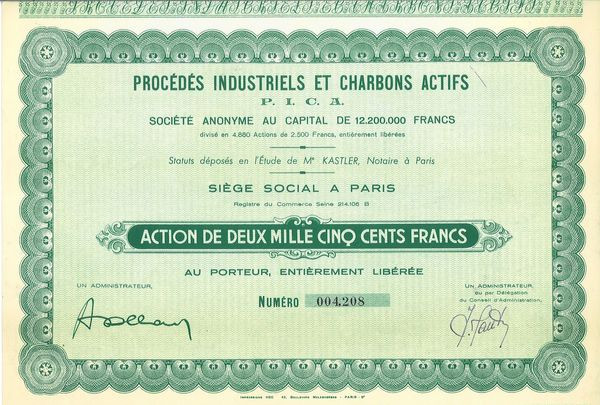 PROCÉDÉS INDUSTRIELS ET CHARBONS ACTIFS
P. I. C. A.
SOCIÉTÉ ANONYME AU CAPITAL DE 12.200.000 FRANCS
divisé en 4.880 Actions de 2.500 Francs, entièrement libérées
Statuts déposés en l'Étude de Me KASTLER, Notaire à Paris
SIÈGE SOCIAL A PARIS
Registre du Commerce Seine 214.106 B
ACTION DE DEUX MILLE CINQ CENTS FRANCS
AU PORTEUR, ENTIÈREMENT LIBÉRÉE
UN ADMINISTRATEUR,
UN ADMINISTRATEUR,
ou par Délégation
du Conseil d'Administration,
NUMÉRO 004,208